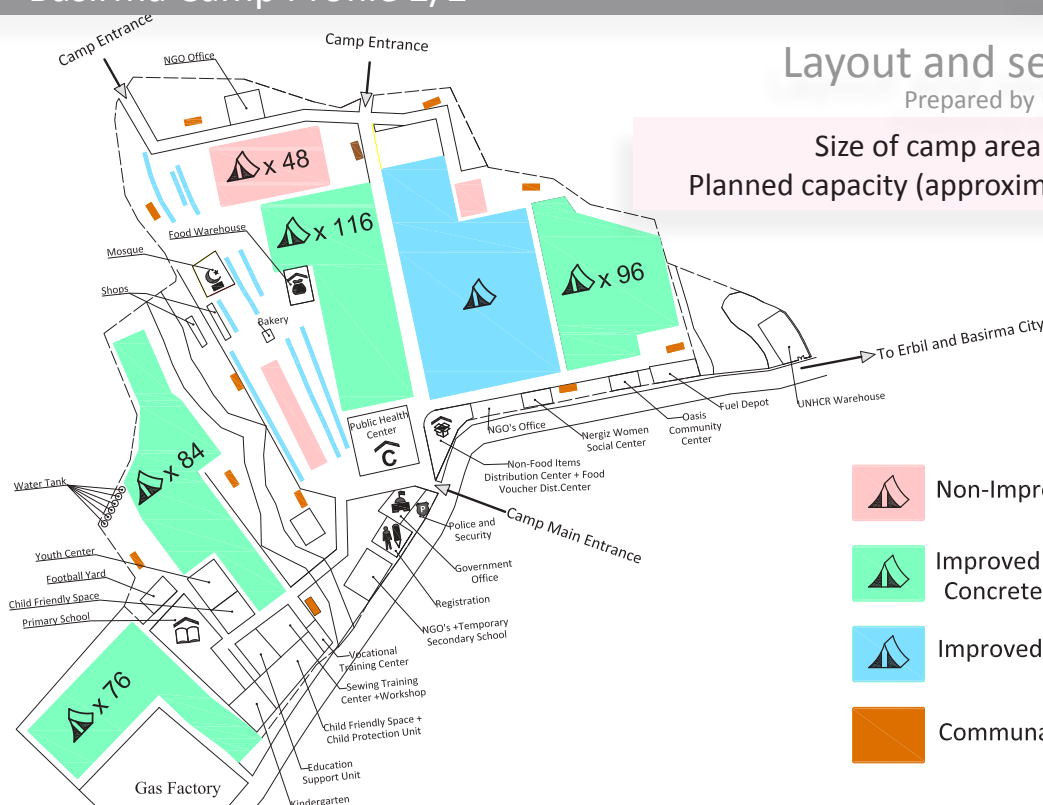 Basirma Camp Profile 2/2
Layout and se
Prepared by
Size of camp area
Planned capacity (approxim
Camp Entrance
Camp Entrance
NGO Office
x 48
x 116
x 96
Food Warehouse
Mosque
Shops
Bakery
To Erbil and Basirma City
UNHCR Warehouse
Fuel Depot
Oasis
Community
Center
Nergiz Women
Social Center
NGO's Office
Public Health
Center
C
Non-Food Items
Distribution Center + Food
Voucher Dist.Center
x 84
Water Tank
Camp Main Entrance
P
Police and
Security
Government
Office
Registration
NGO's +Temporary
Secondary School
Youth Center
Football Yard
Child Friendly Space
Primary School
Vocational
Training Center
Sewing Training
Center +Workshop
Child Friendly Space +
Child Protection Unit
Education
Support Unit
Kindergarten
x 76
Gas Factory
Non-Impro
Improved
Concrete
Improved
Communa